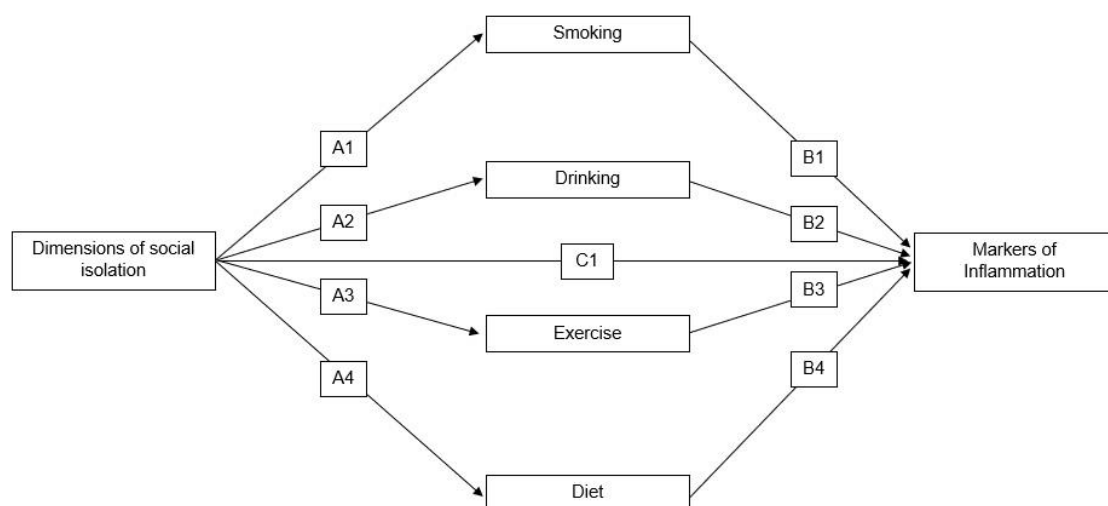 Smoking
A1
B1
Drinking
A2
B2
Dimensions of social
isolation
C1
Markers of
Inflammation
A3
B3
Exercise
A4
B4
Diet